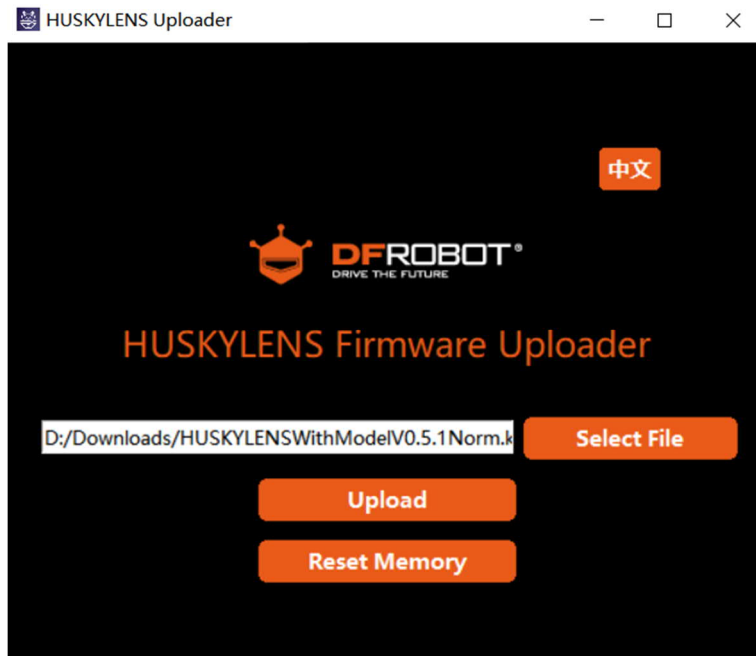 HUSKYLENS Uploader
中文
DFROBOT®
DRIVE THE FUTURE
HUSKYLENS Firmware Uploader
D:/Downloads/HUSKYLENSWithModelV0.5.1Norm.k
Select File
Upload
Reset Memory